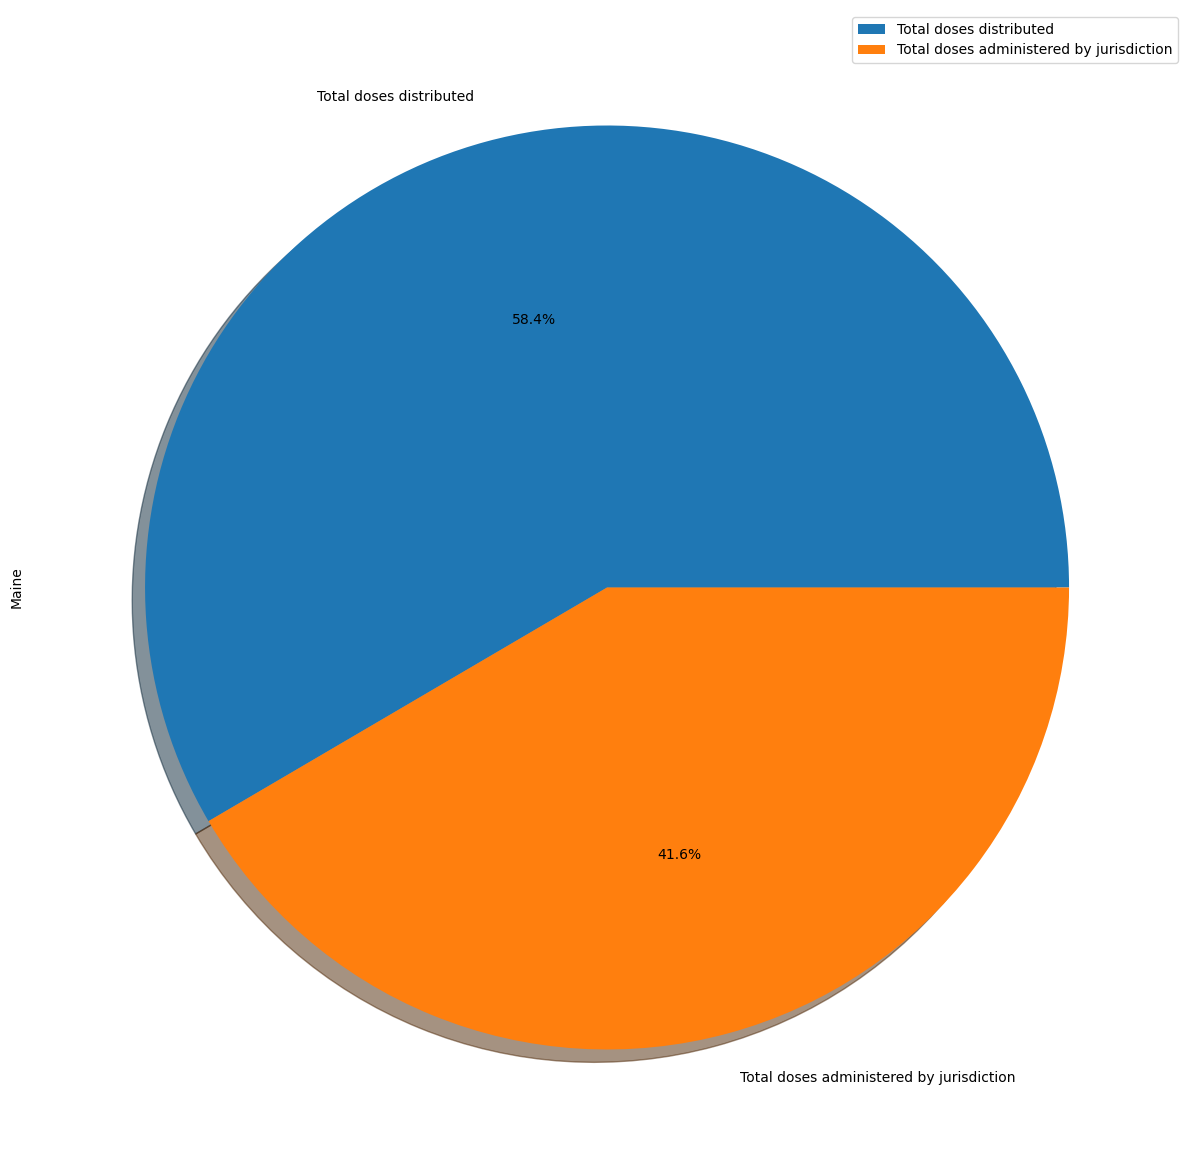 Total doses distributed
Total doses administered by jurisdiction
Total doses distributed
58.4%
Maine
41.6%
Total doses administered by jurisdiction